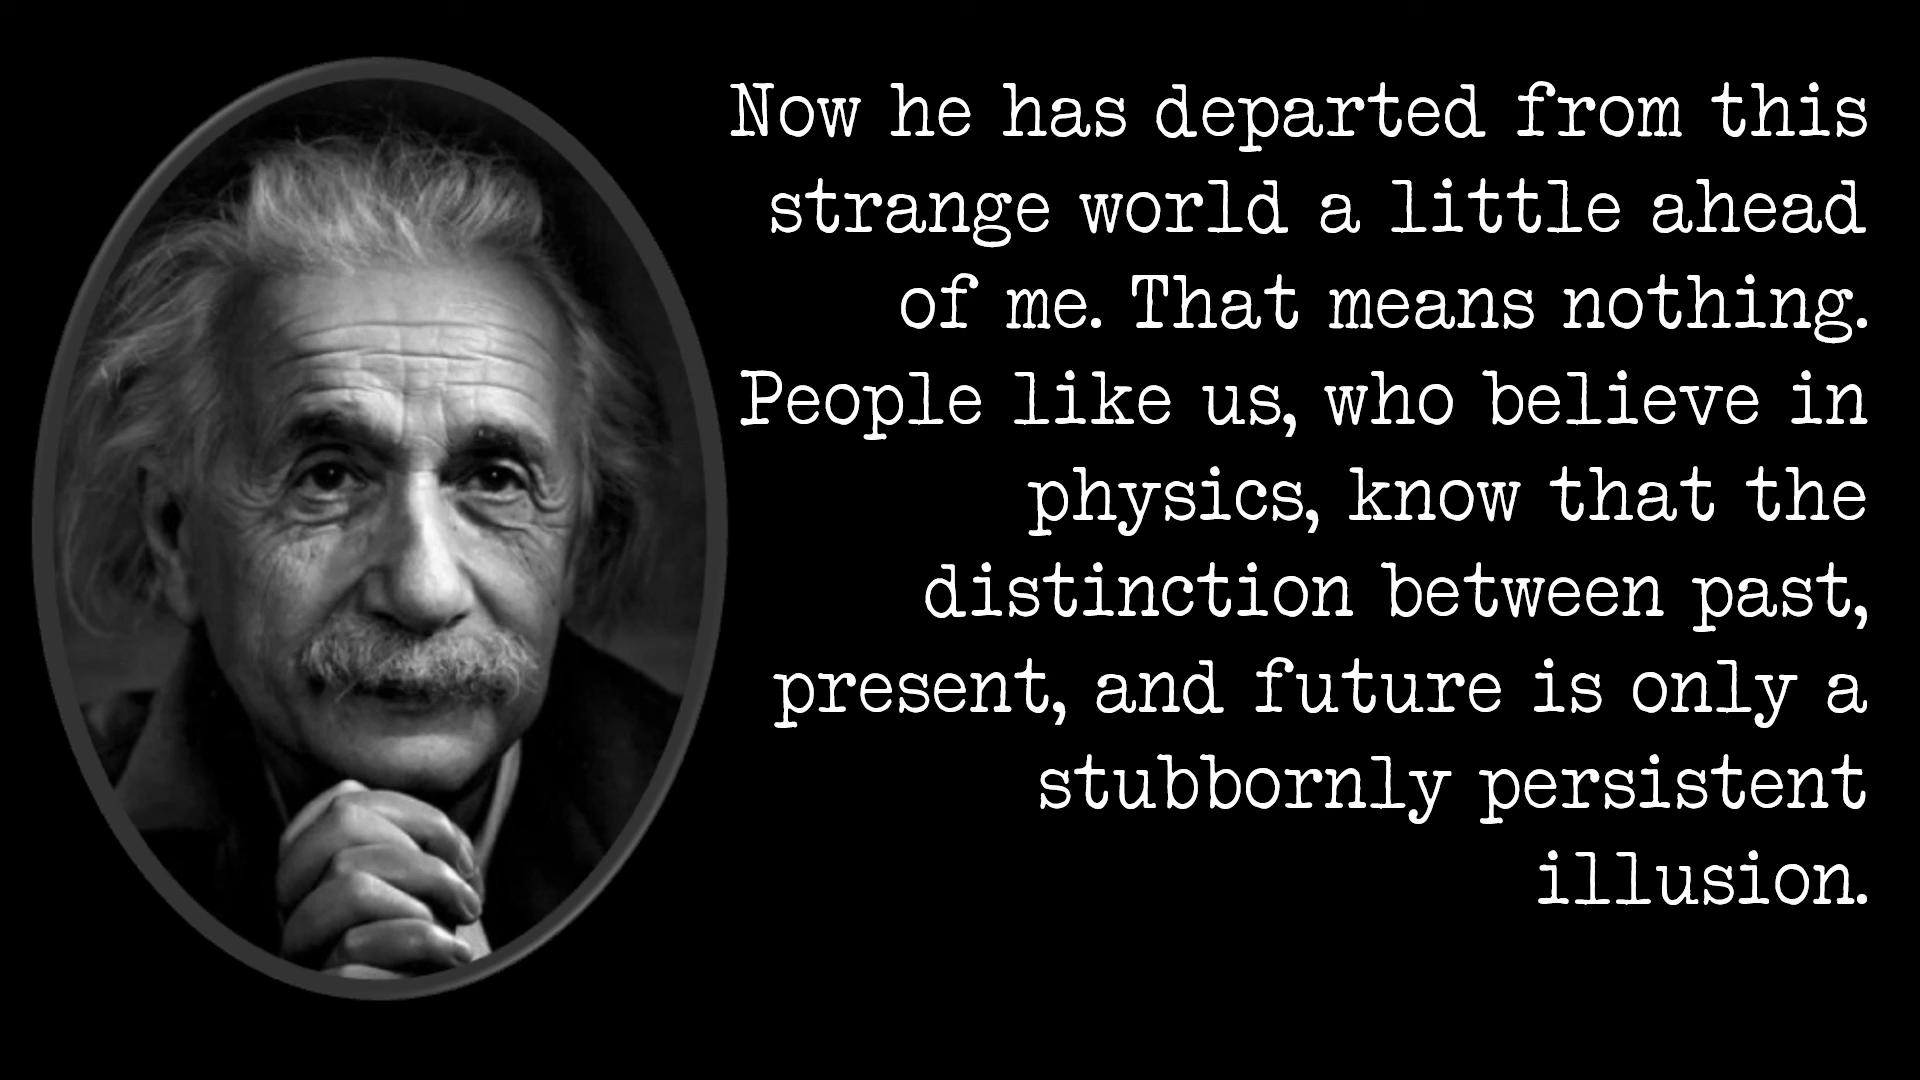 Now he has departed from this
strange world a little ahead
of me. That means nothing.
People like us, who believe in
physics, know that the
distinction between past,
present, and future is only a
stubbornly persistent
illusion.